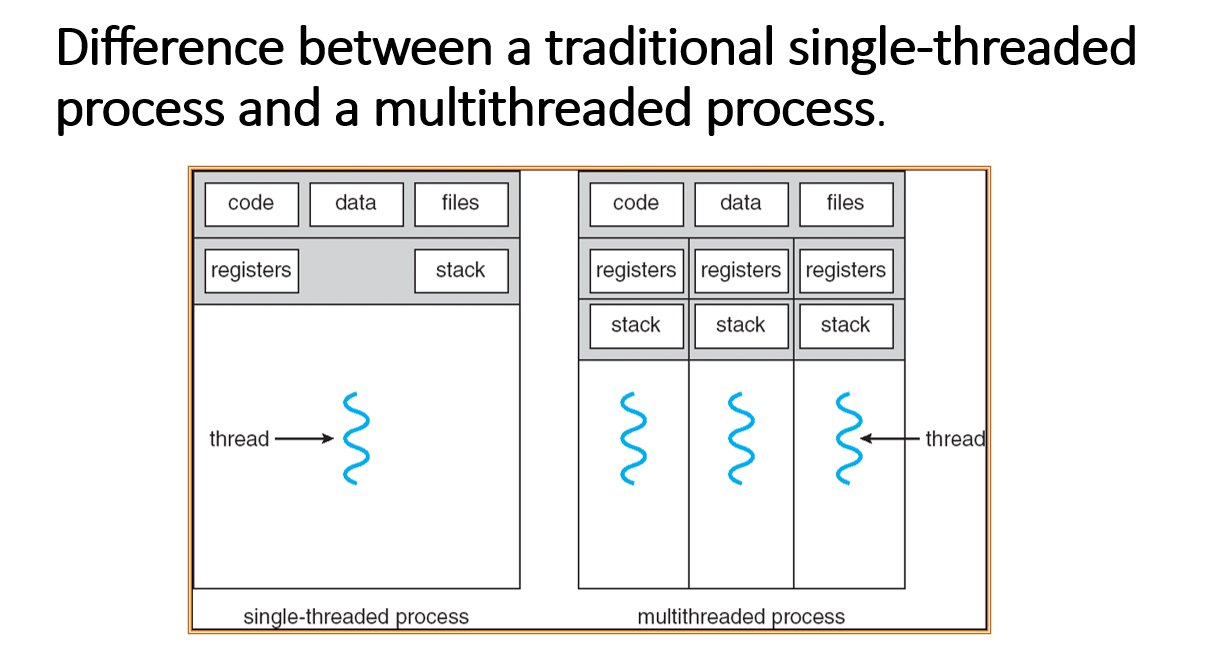 Difference between a traditional single-threaded
process and a multithreaded process.
code data files code data files
registers stack registers registers registers
stack stack stack
thread thread
single-threaded process multithreaded process